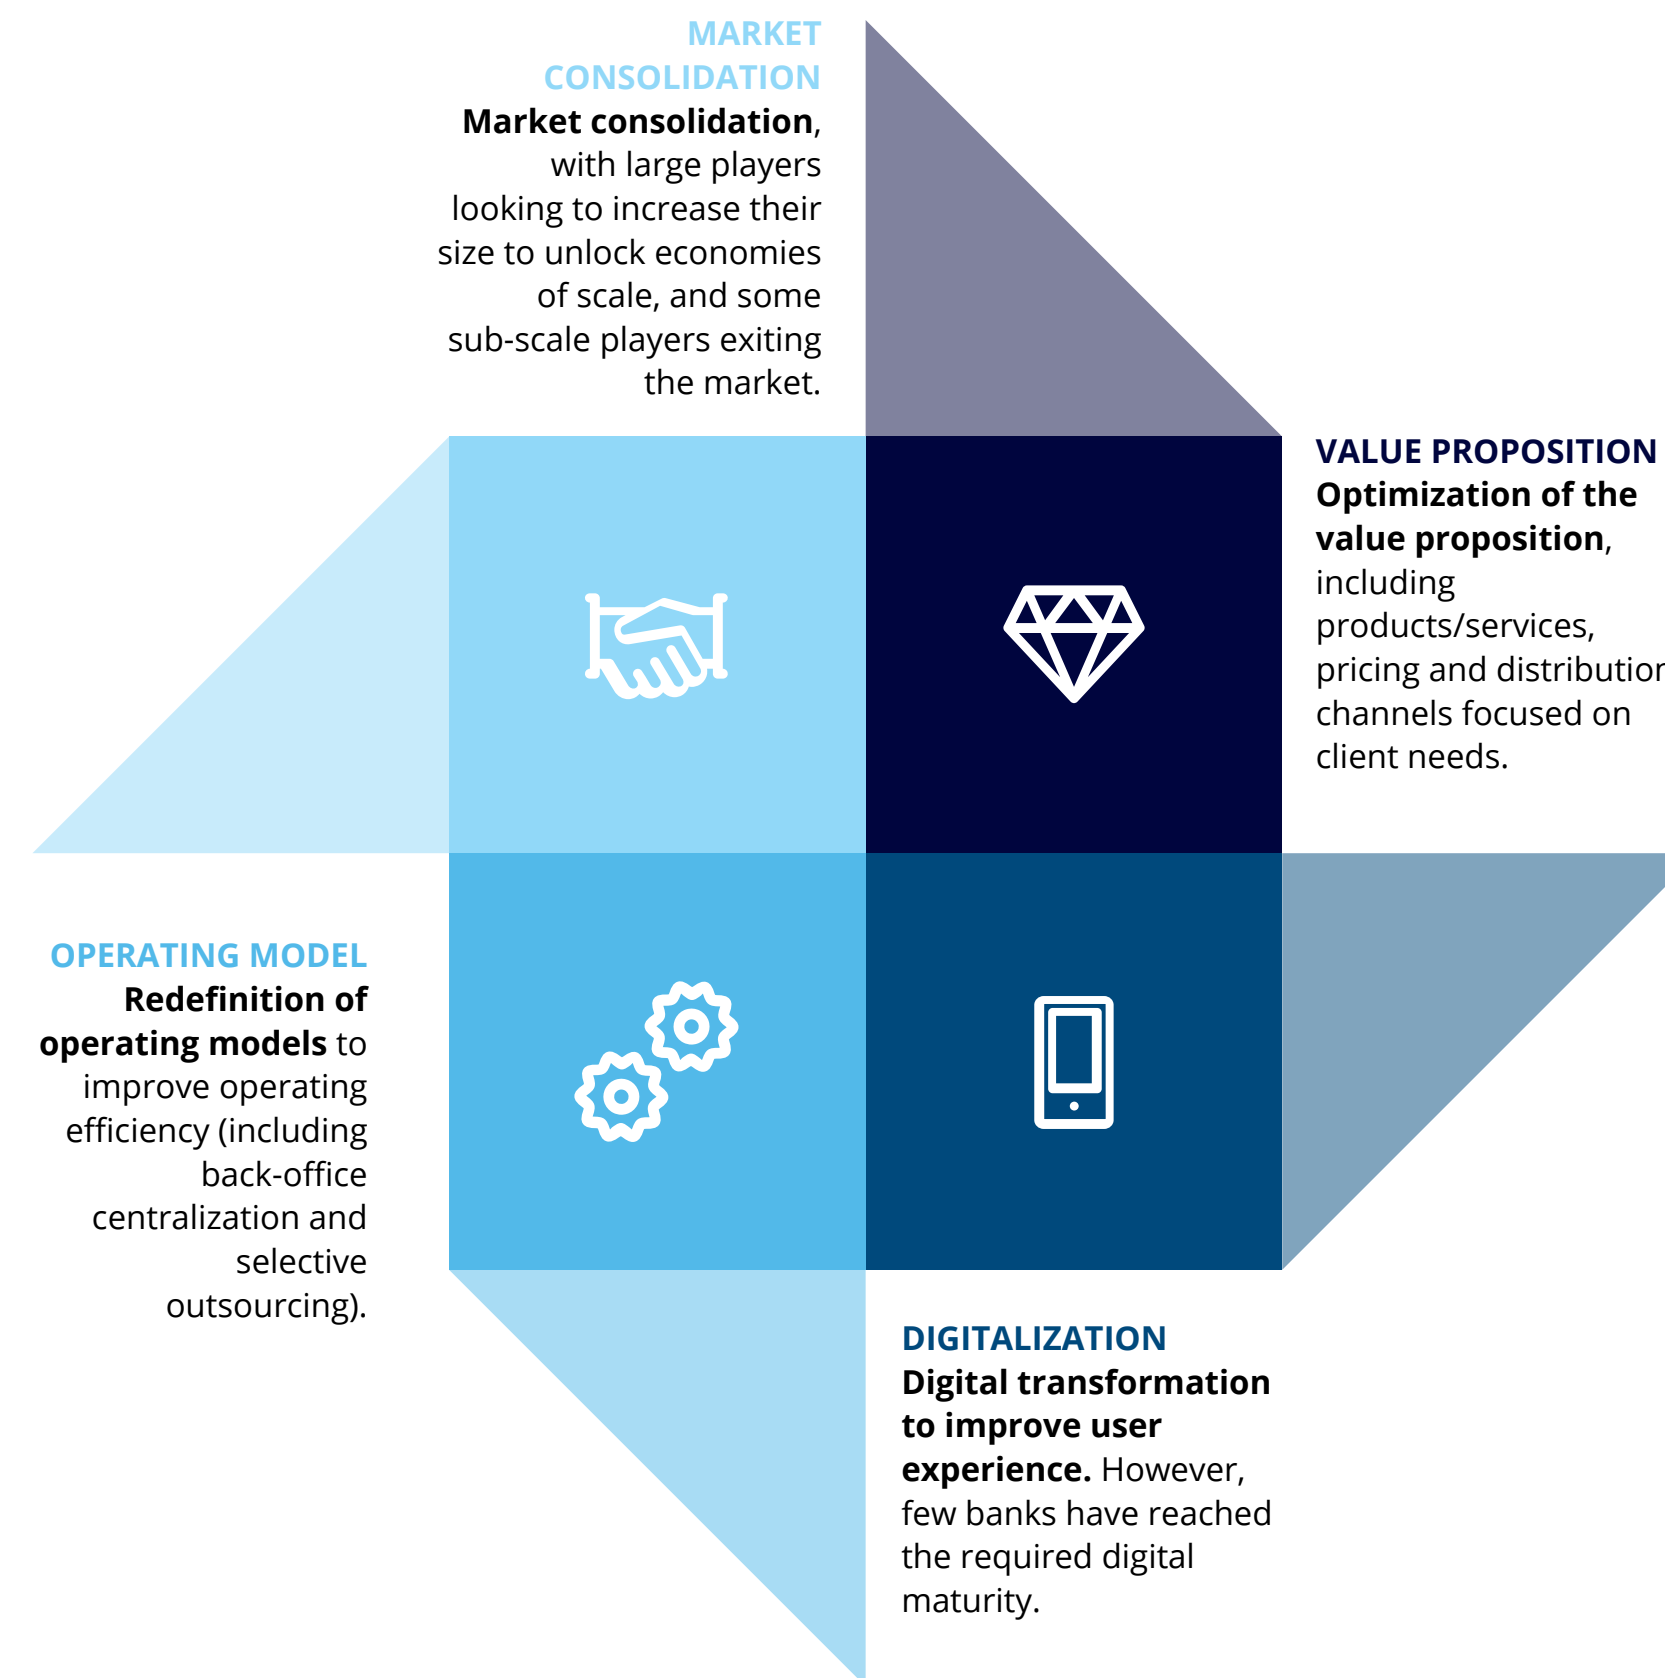 MARKET
CONSOLIDATION
Market consolidation,
with large players
looking to increase their
size to unlock economies
of scale, and some
sub-scale players exiting
the market.
VALUE PROPOSITION
Optimization of the
value proposition,
including
products/services,
pricing and distribution
channels focused on
client needs.
OPERATING MODEL
Redefinition of
operating models to
improve operating
efficiency (including
back-office
centralization and
selective
outsourcing).
DIGITALIZATION
Digital transformation
to improve user
experience. However,
few banks have reached
the required digital
maturity.